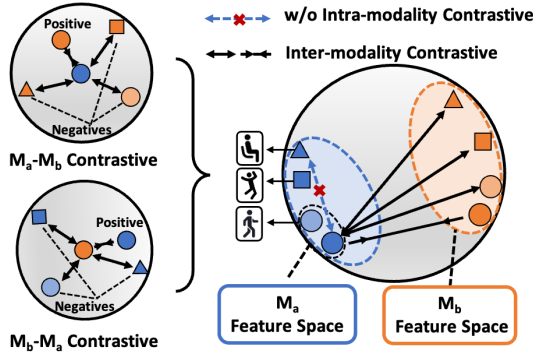 Positive
Negatives
Ma-Mb Contrastive
Positive
Negatives
Mb-Ma Contrastive
w/o Intra-modality Contrastive
Inter-modality Contrastive
Ma
Feature Space
Mb
Feature Space